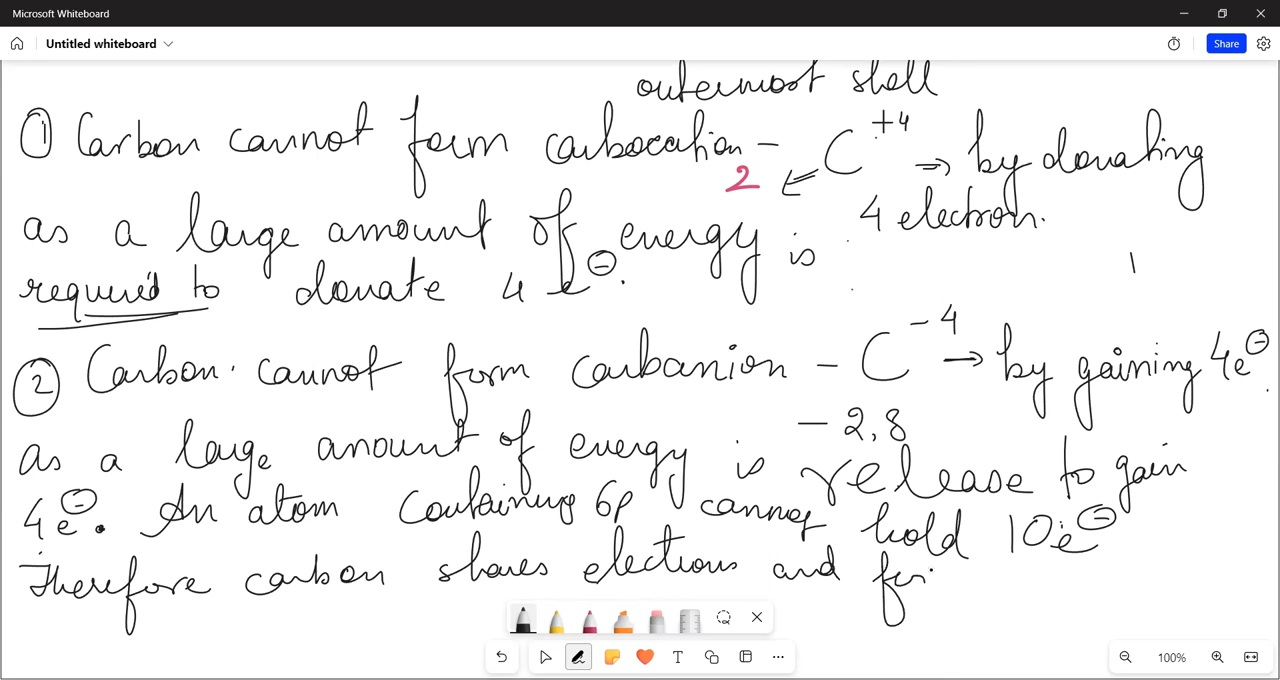 Microsoft Whiteboard
Untitled whiteboard
Share
outermost shell
① Carbon cannot form carbocation - C+4 ⇒ by donating
2
as a large amount of energy is 4 electron.
required to donate 4 e⊖.
② Carbon cannot form carbanion - C-4 → by gaining 4e⊖
- 2,8
as a large amount of energy is release to gain
4e⊖. An atom containing 6p cannot hold 10e⊖
Therefore carbon shares electrons and for
100%